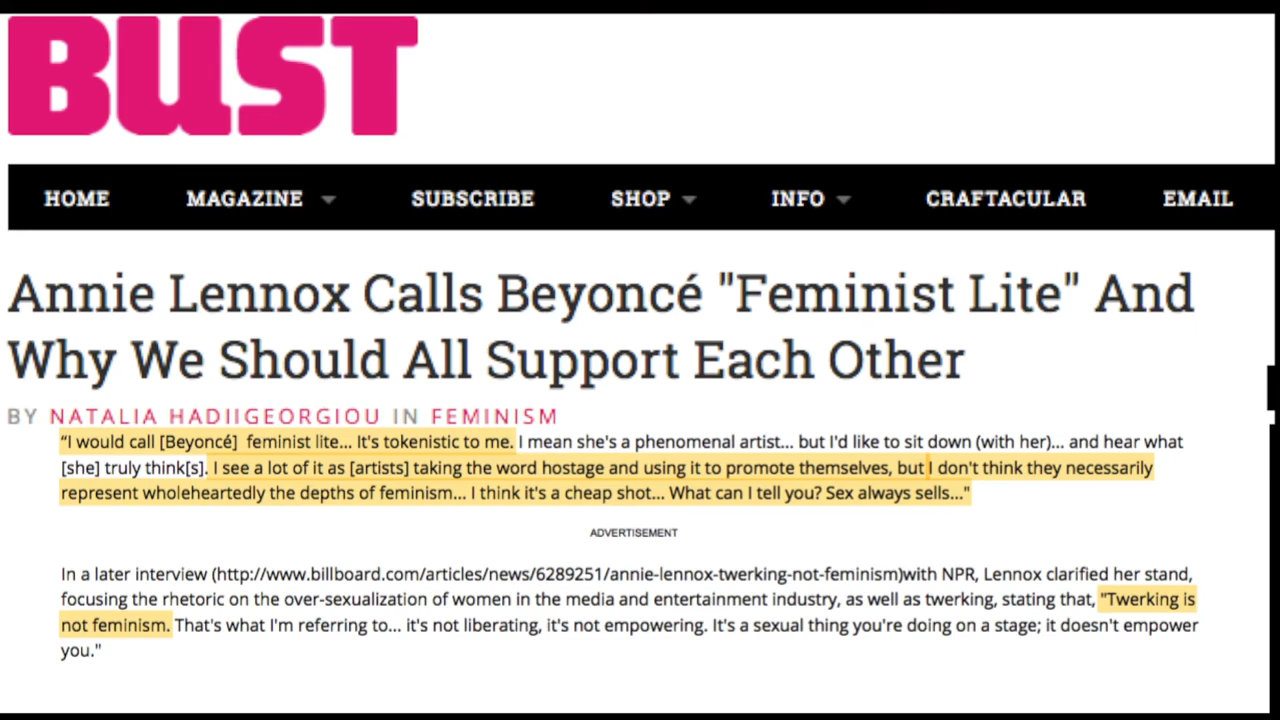 BUST
HOME MAGAZINE SUBSCRIBE SHOP INFO CRAFTACULAR EMAIL
Annie Lennox Calls Beyoncé "Feminist Lite" And
Why We Should All Support Each Other
BY NATALIA HADIIGEORGIOU IN FEMINISM
“I would call [Beyoncé]  feminist lite... It's tokenistic to me. I mean she's a phenomenal artist... but I'd like to sit down (with her)... and hear what
[she] truly think[s]. I see a lot of it as [artists] taking the word hostage and using it to promote themselves, but I don't think they necessarily
represent wholeheartedly the depths of feminism... I think it's a cheap shot... What can I tell you? Sex always sells..."
ADVERTISEMENT
In a later interview (http://www.billboard.com/articles/news/6289251/annie-lennox-twerking-not-feminism)with NPR, Lennox clarified her stand,
focusing the rhetoric on the over-sexualization of women in the media and entertainment industry, as well as twerking, stating that, "Twerking is
not feminism. That's what I'm referring to... it's not liberating, it's not empowering. It's a sexual thing you're doing on a stage; it doesn't empower
you."